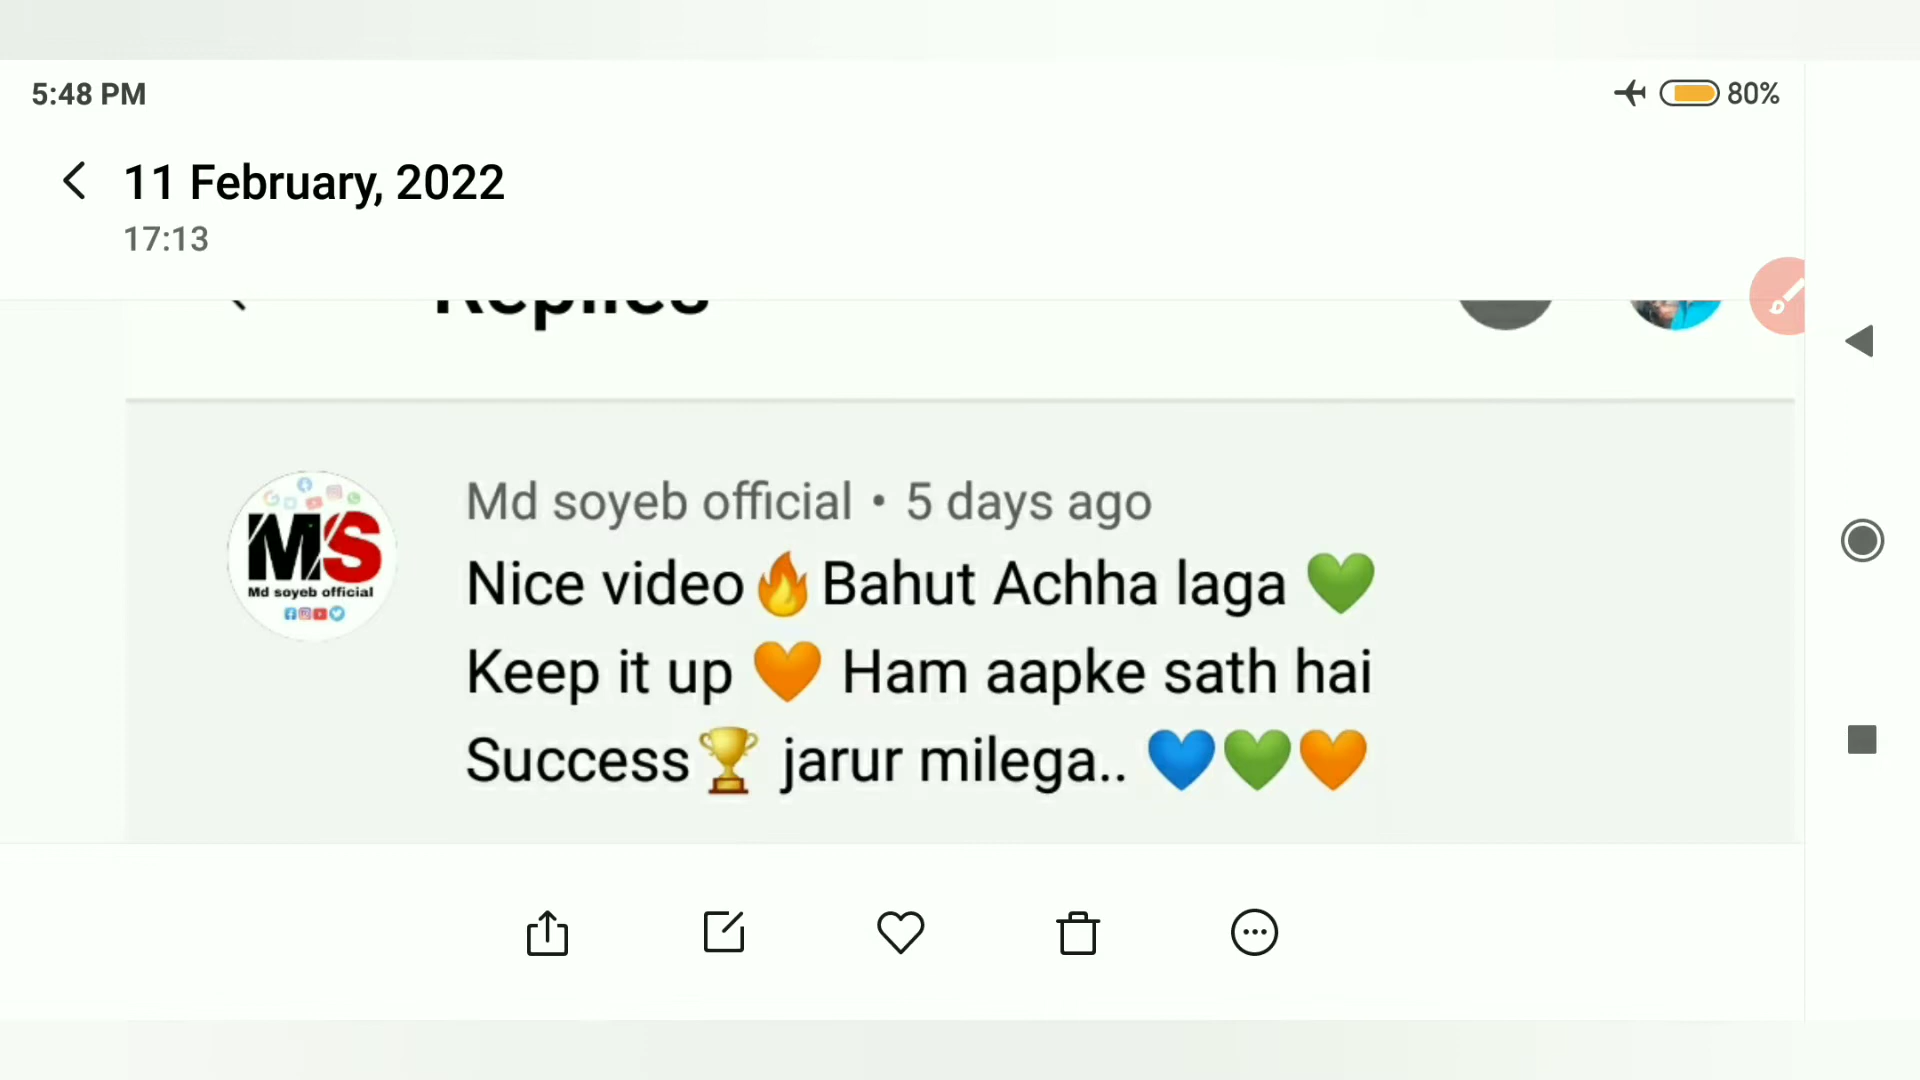 5:48 PM
80%
11 February, 2022
17:13
Replies
Md soyeb official • 5 days ago
Nice video🔥Bahut Achha laga 💚
Keep it up 🧡 Ham aapke sath hai
Success🏆 jarur milega.. 💙💚🧡
MS
Md soyeb official